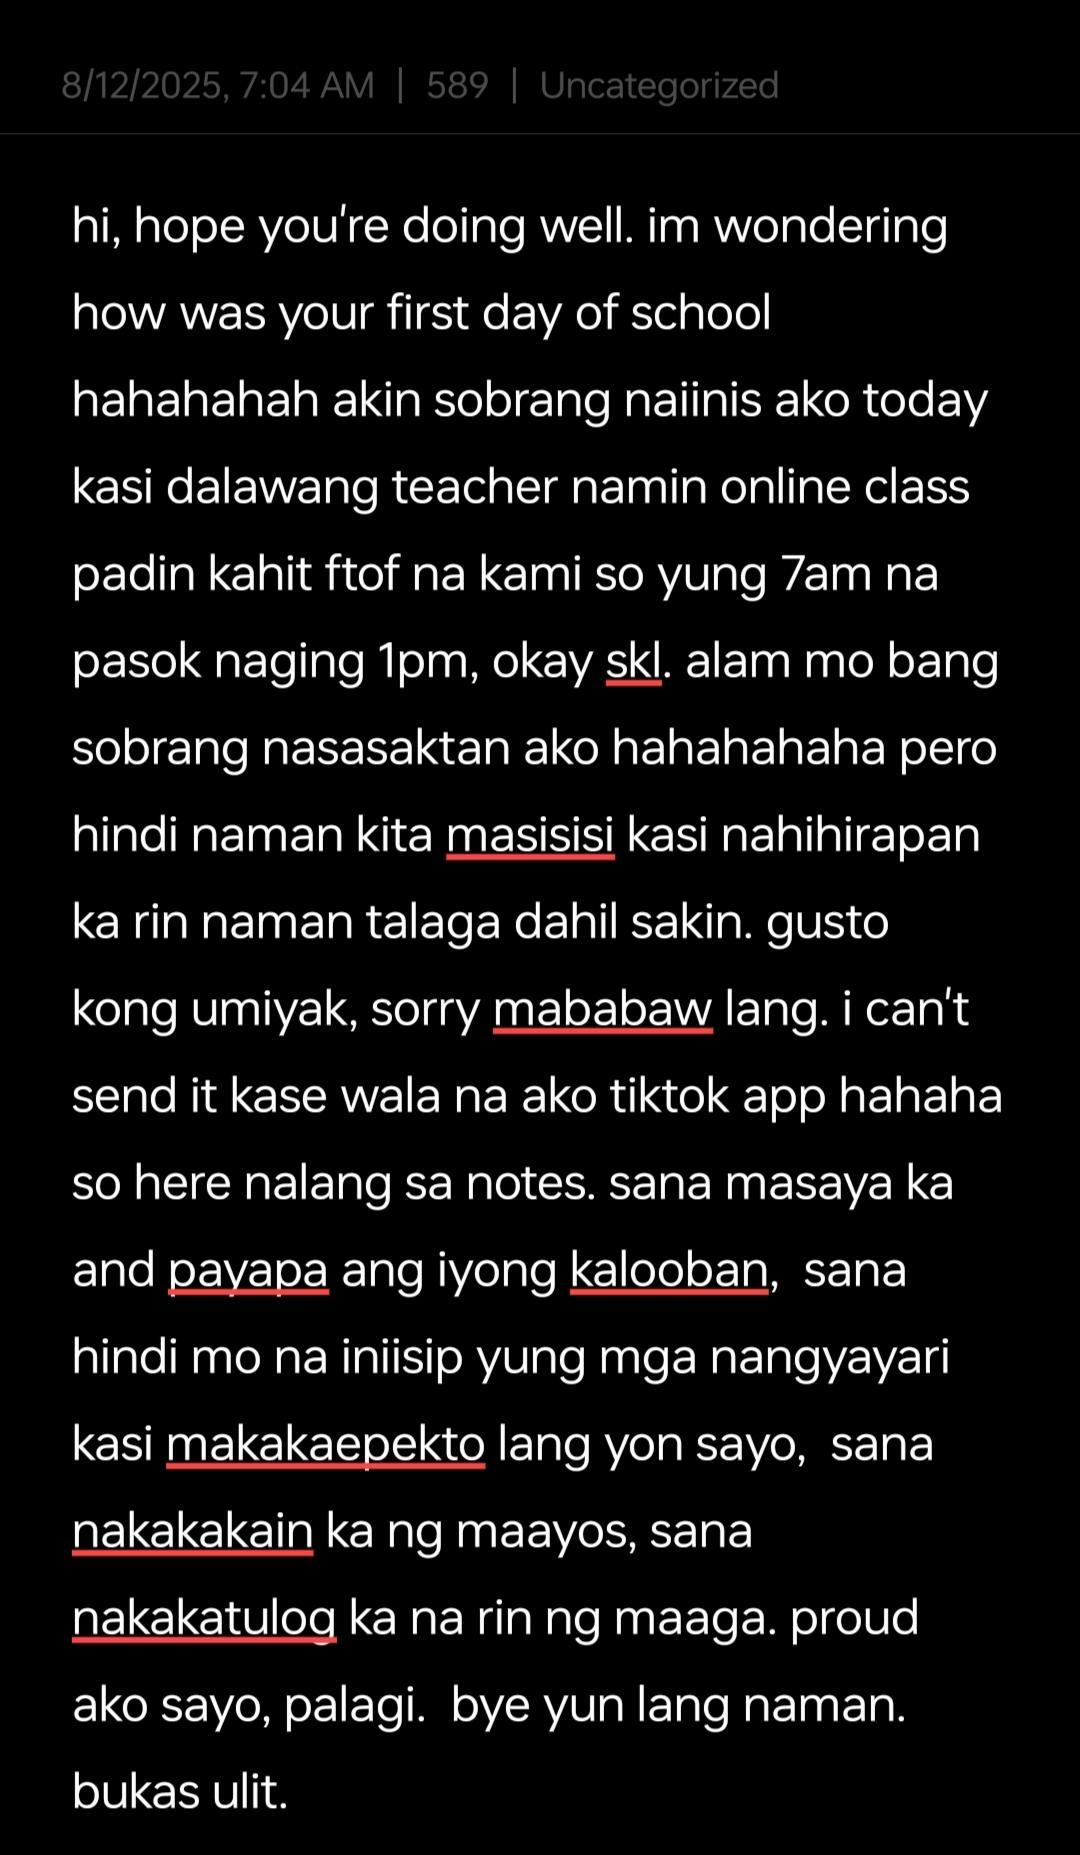 8/12/2025, 7:04 AM | 589 | Uncategorized
hi, hope you're doing well. im wondering
how was your first day of school
hahahahah akin sobrang naiinis ako today
kasi dalawang teacher namin online class
padin kahit ftof na kami so yung 7am na
pasok naging 1pm, okay skl. alam mo bang
sobrang nasasaktan ako hahahahaha pero
hindi naman kita masisisi kasi nahihirapan
ka rin naman talaga dahil sakin. gusto
kong umiyak, sorry mababaw lang. i can't
send it kase wala na ako tiktok app hahaha
so here nalang sa notes. sana masaya ka
and payapa ang iyong kalooban,  sana
hindi mo na iniisip yung mga nangyayari
kasi makakaepekto lang yon sayo,  sana
nakakakain ka ng maayos, sana
nakakatulog ka na rin ng maaga. proud
ako sayo, palagi.  bye yun lang naman.
bukas ulit.